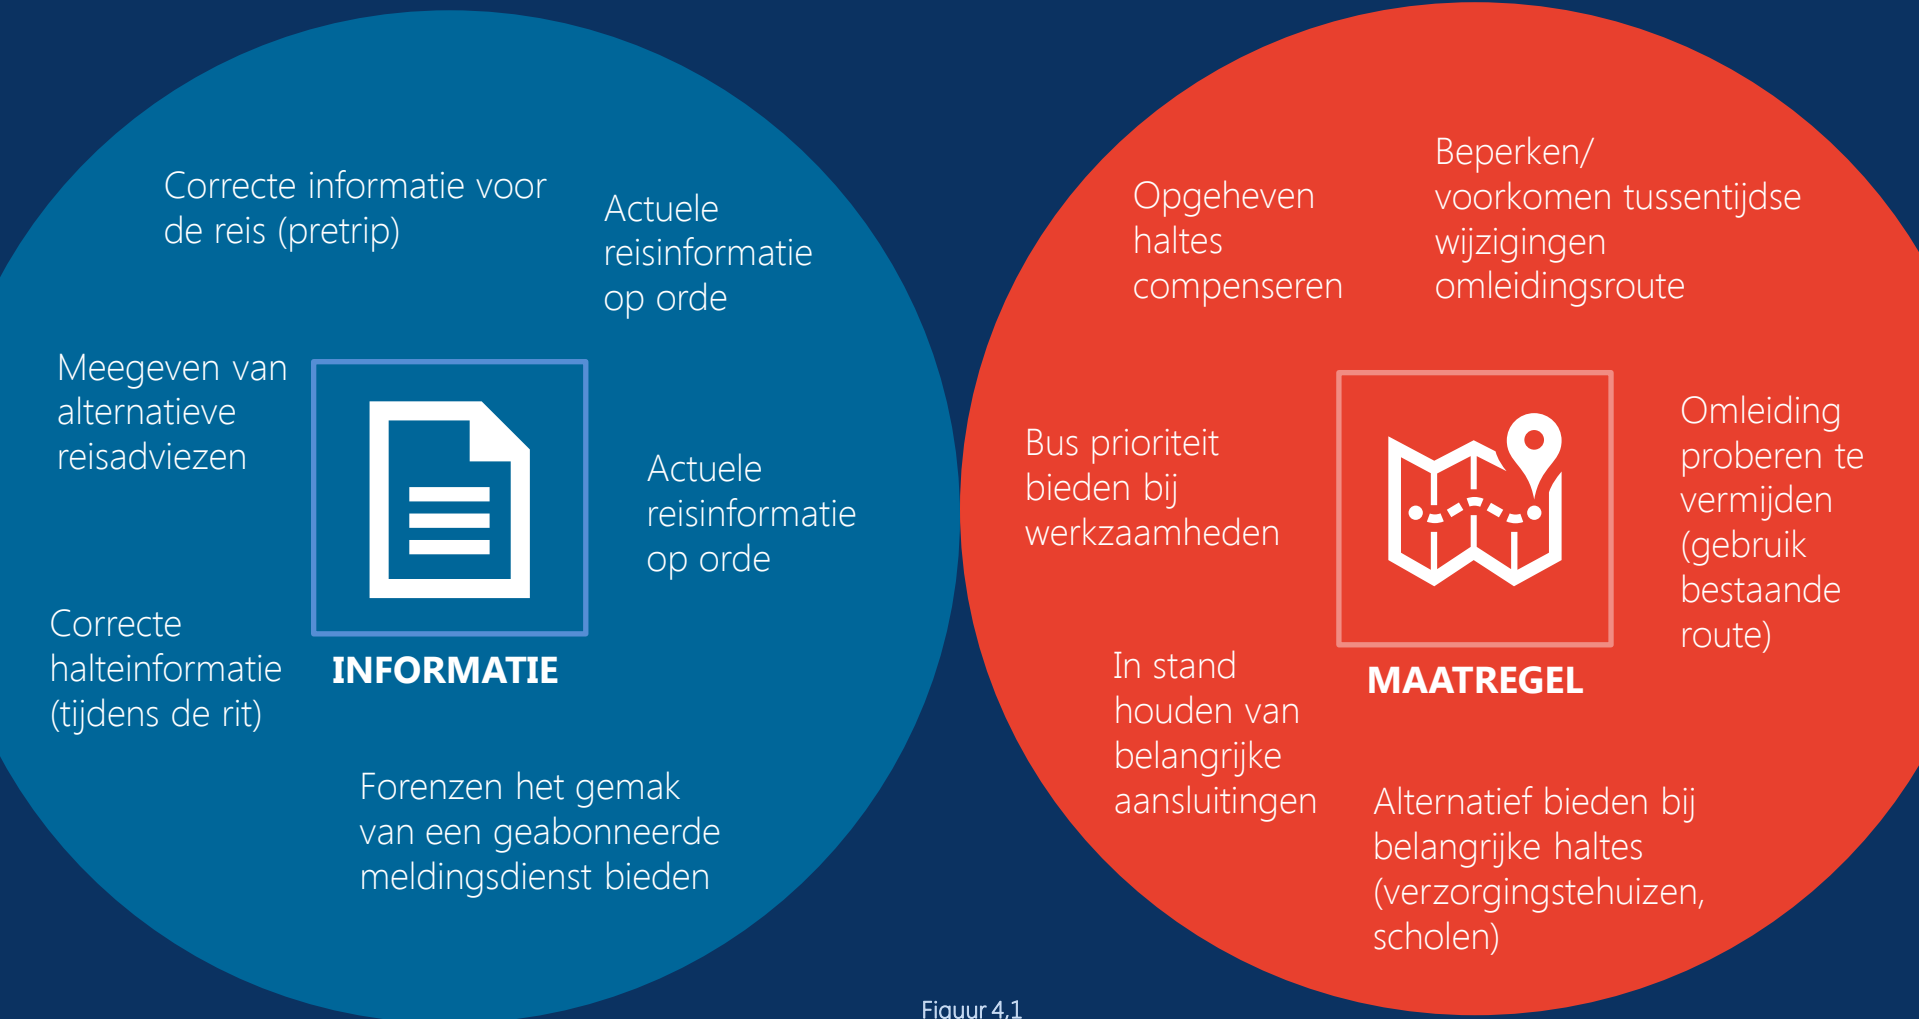 Correcte informatie voor
de reis (pretrip)
Actuele
reisinformatie
op orde
Meegeven van
alternatieve
reisadviezen
Actuele
reisinformatie
op orde
Correcte
halteinformatie
(tijdens de rit)
INFORMATIE
Forenzen het gemak
van een geabonneerde
meldingsdienst bieden
Opgeheven
haltes
compenseren
Beperken/
voorkomen tussentijdse
wijzigingen
omleidingsroute
Bus prioriteit
bieden bij
werkzaamheden
Omleiding
proberen te
vermijden
(gebruik
bestaande
route)
In stand
houden van
belangrijke
aansluitingen
MAATREGEL
Alternatief bieden bij
belangrijke haltes
(verzorgingstehuizen,
scholen)
Figuur 4,1